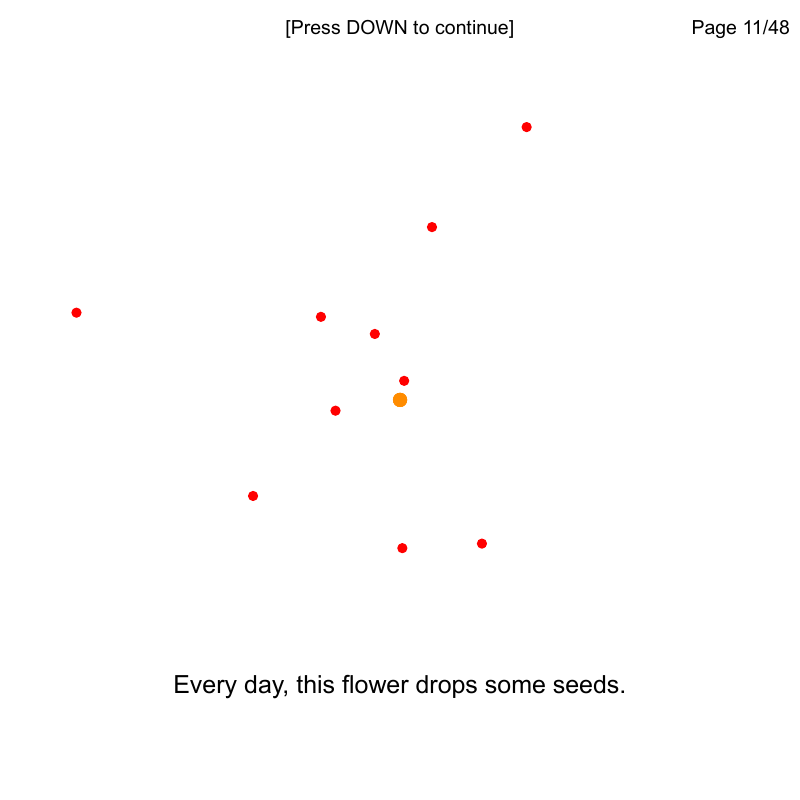 [Press DOWN to continue]
Page 11/48
Every day, this flower drops some seeds.